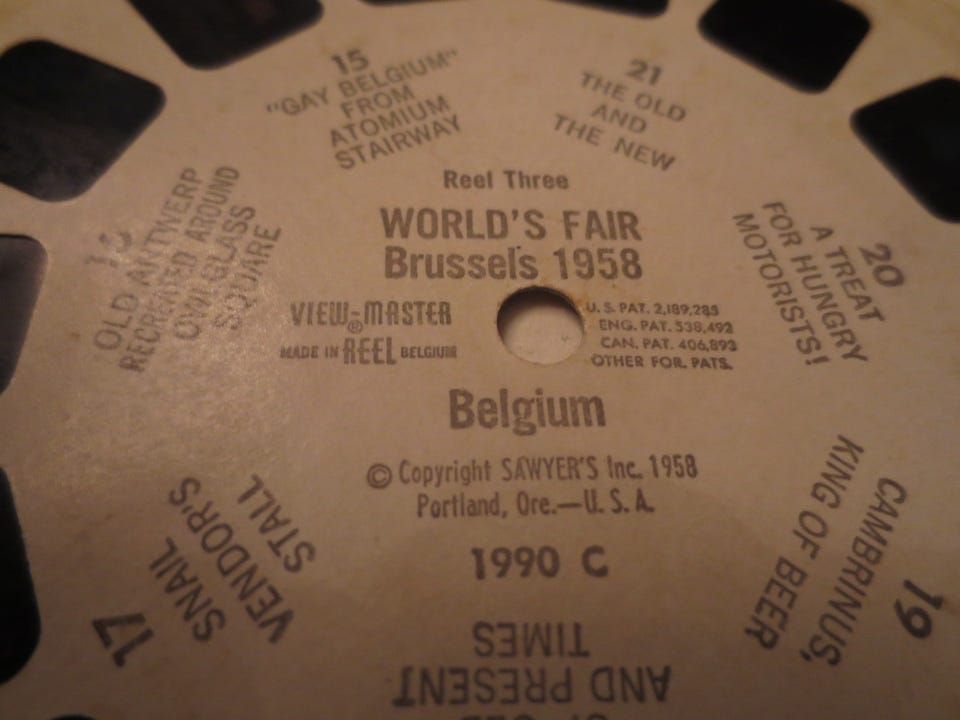 Reel Three
WORLD'S FAIR
Brussels 1958
VIEW-MASTER
®
MADE IN REEL BELGIUM
U.S. PAT. 2,189,285
ENG. PAT. 538,492
CAN. PAT. 406,893
OTHER FOR. PATS.
Belgium
© Copyright SAWYER'S Inc. 1958
Portland, Ore.—U. S. A.
1990 C
15
"GAY BELGIUM"
FROM
ATOMIUM
STAIRWAY
16
OLD ANTWERP
RECREATED AROUND
OWLGLASS
SQUARE
17
SNAIL
VENDOR'S
STALL
AND PRESENT
TIMES
19
CAMBRINUS,
KING OF BEER
20
A TREAT
FOR HUNGRY
MOTORISTS!
21
THE OLD
AND
THE NEW